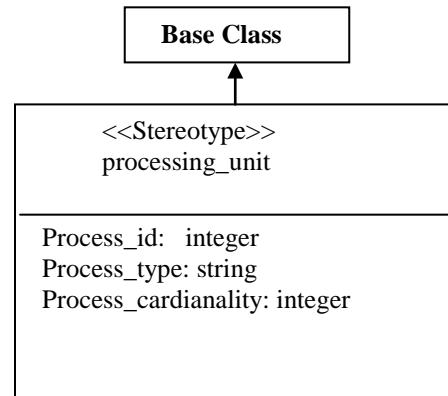 Base Class
<<Stereotype>>
processing_unit
Process_id: integer
Process_type: string
Process_cardianality: integer